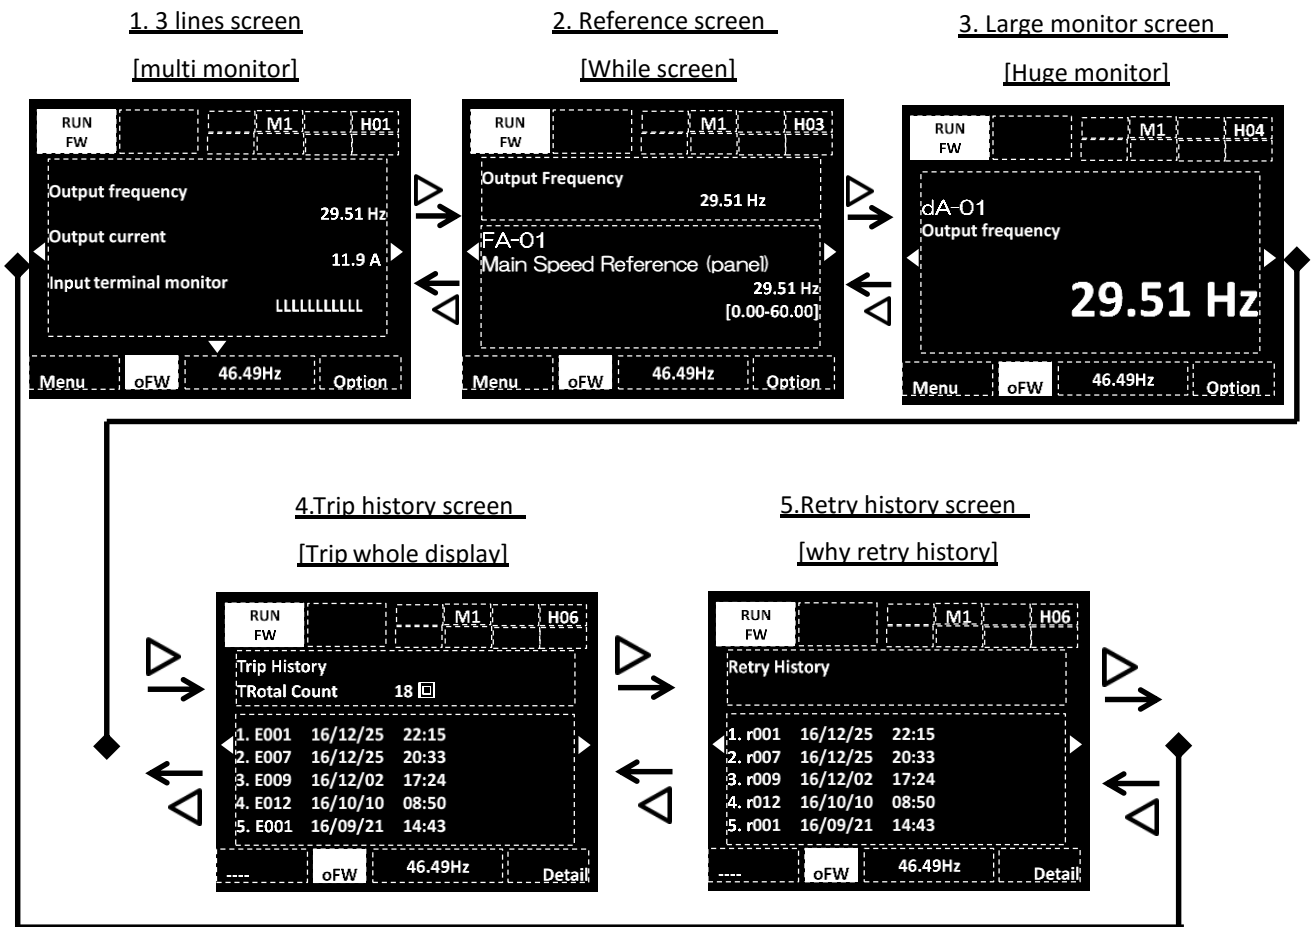 1. 3 lines screen
[multi monitor]
RUN
FW
M1
H01
Output frequency
29.51 Hz
Output current
11.9 A
Input terminal monitor
LLLLLLLLLLL
Menu
oFW
46.49Hz
Option
2. Reference screen
[While screen]
RUN
FW
M1
H03
Output Frequency
29.51 Hz
FA-01
Main Speed Reference (panel)
29.51 Hz
[0.00-60.00]
Menu
oFW
46.49Hz
Option
3. Large monitor screen
[Huge monitor]
RUN
FW
M1
H04
dA-01
Output frequency
29.51 Hz
Menu
oFW
46.49Hz
Option
4.Trip history screen
[Trip whole display]
RUN
FW
M1
H06
Trip History
TRotal Count 18 回
1. E001 16/12/25 22:15
2. E007 16/12/25 20:33
3. E009 16/12/02 17:24
4. E012 16/10/10 08:50
5. E001 16/09/21 14:43
----
oFW
46.49Hz
Detail
5.Retry history screen
[why retry history]
RUN
FW
M1
H06
Retry History
1. r001 16/12/25 22:15
2. r007 16/12/25 20:33
3. r009 16/12/02 17:24
4. r012 16/10/10 08:50
5. r001 16/09/21 14:43
----
oFW
46.49Hz
Detail